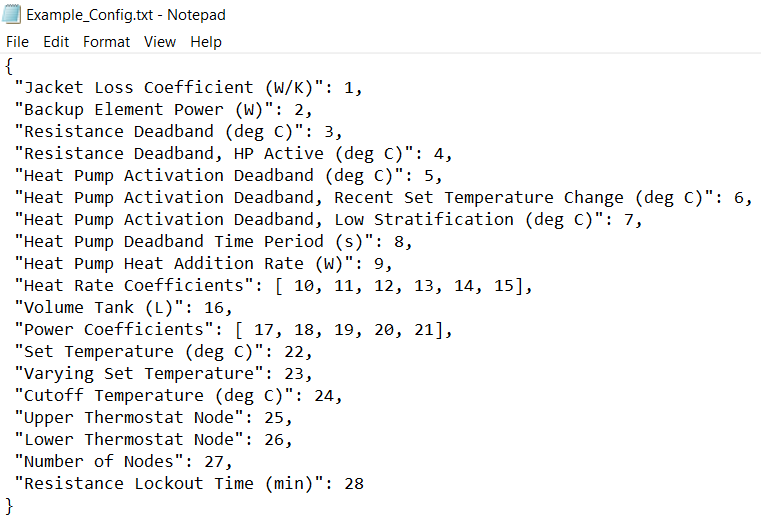 Example_Config.txt - Notepad
File Edit Format View Help
{
"Jacket Loss Coefficient (W/K)": 1,
"Backup Element Power (W)": 2,
"Resistance Deadband (deg C)": 3,
"Resistance Deadband, HP Active (deg C)": 4,
"Heat Pump Activation Deadband (deg C)": 5,
"Heat Pump Activation Deadband, Recent Set Temperature Change (deg C)": 6,
"Heat Pump Activation Deadband, Low Stratification (deg C)": 7,
"Heat Pump Deadband Time Period (s)": 8,
"Heat Pump Heat Addition Rate (W)": 9,
"Heat Rate Coefficients": [ 10, 11, 12, 13, 14, 15],
"Volume Tank (L)": 16,
"Power Coefficients": [ 17, 18, 19, 20, 21],
"Set Temperature (deg C)": 22,
"Varying Set Temperature": 23,
"Cutoff Temperature (deg C)": 24,
"Upper Thermostat Node": 25,
"Lower Thermostat Node": 26,
"Number of Nodes": 27,
"Resistance Lockout Time (min)": 28
}